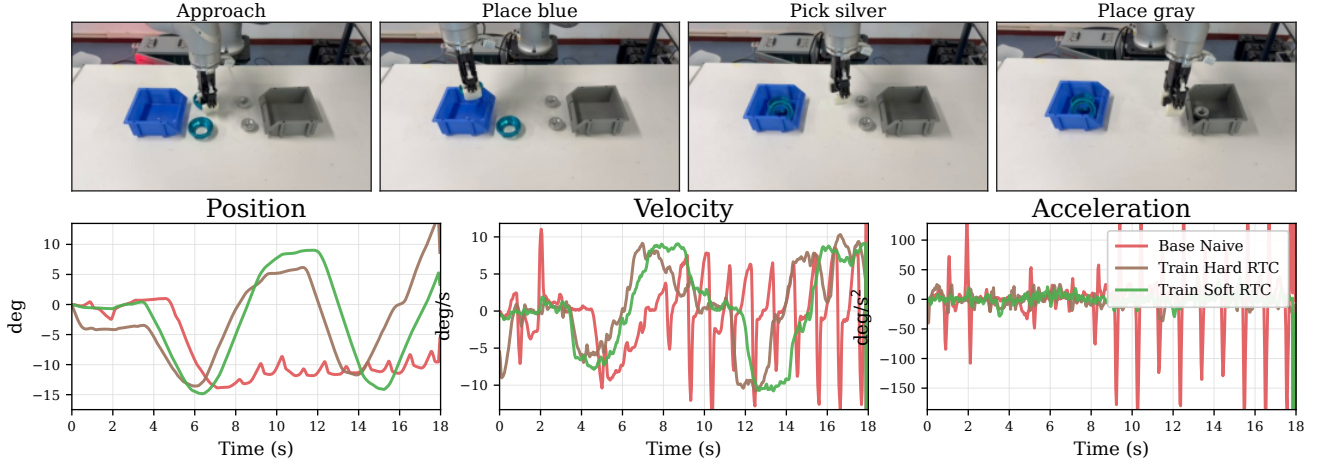 Approach
Place blue
Pick silver
Place gray
Position
Velocity
Acceleration
deg
10
5
0
−5
−10
−15
0 2 4 6 8 10 12 14 16 18
Time (s)
deg/s
10
5
0
−5
−10
0 2 4 6 8 10 12 14 16 18
Time (s)
deg/s²
100
50
0
−50
−100
−150
0 2 4 6 8 10 12 14 16 18
Time (s)
Base Naive
Train Hard RTC
Train Soft RTC